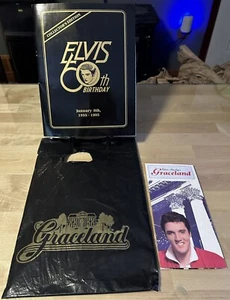 COLLECTOR'S EDITION
ELVIS
60th
BIRTHDAY
January 8th,
1935 - 1995
Graceland
Graceland